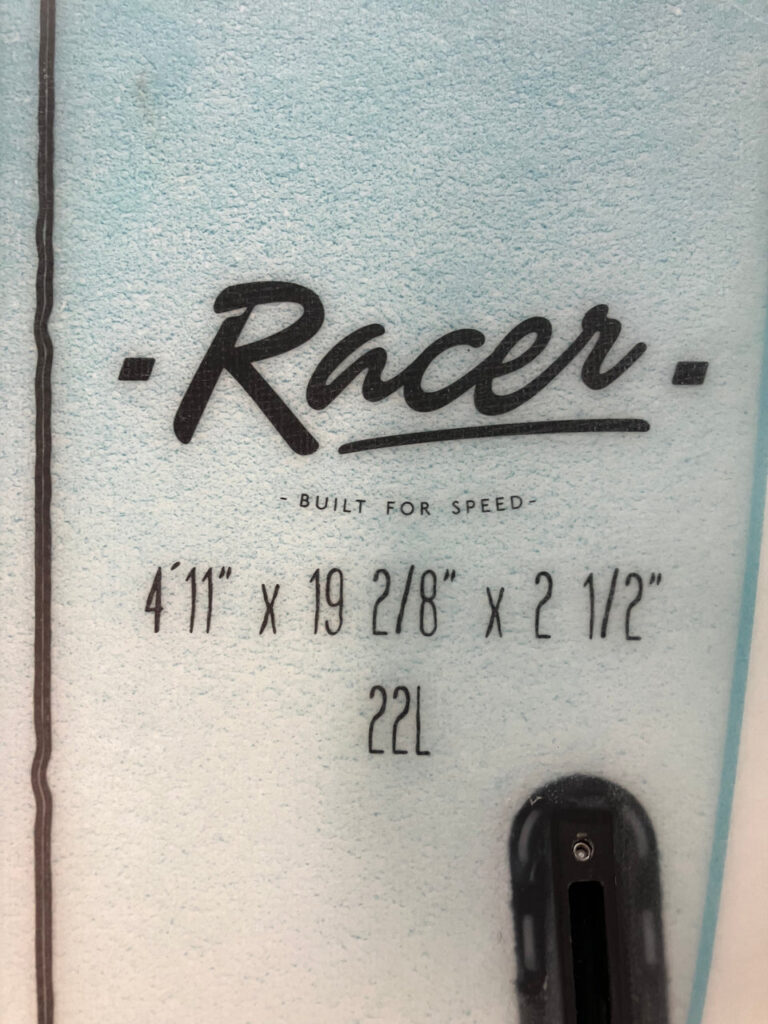 - Racer -
- BUILT FOR SPEED -
4´11" x 19 2/8" x 2 1/2"
22L